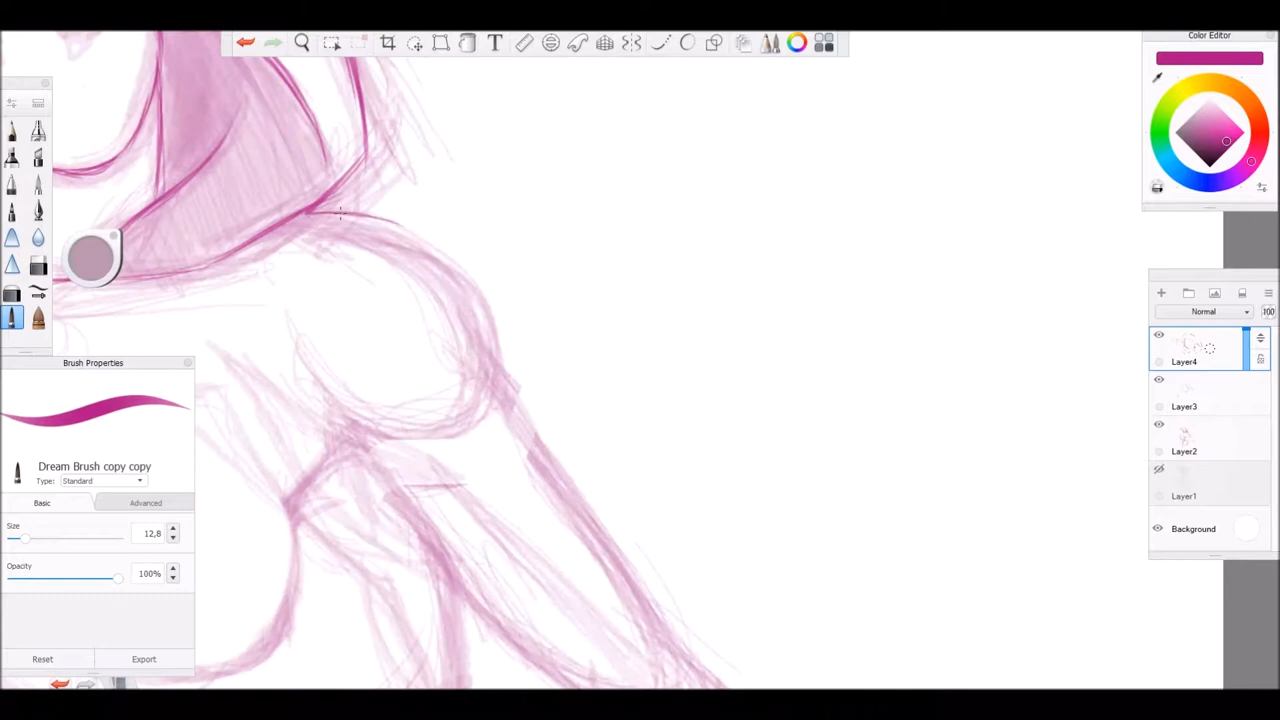 Color Editor
Normal
100
Layer4
Layer3
Layer2
Layer1
Background
Brush Properties
Dream Brush copy copy
Type: Standard
Basic
Advanced
Size
12,8
Opacity
100%
Reset
Export